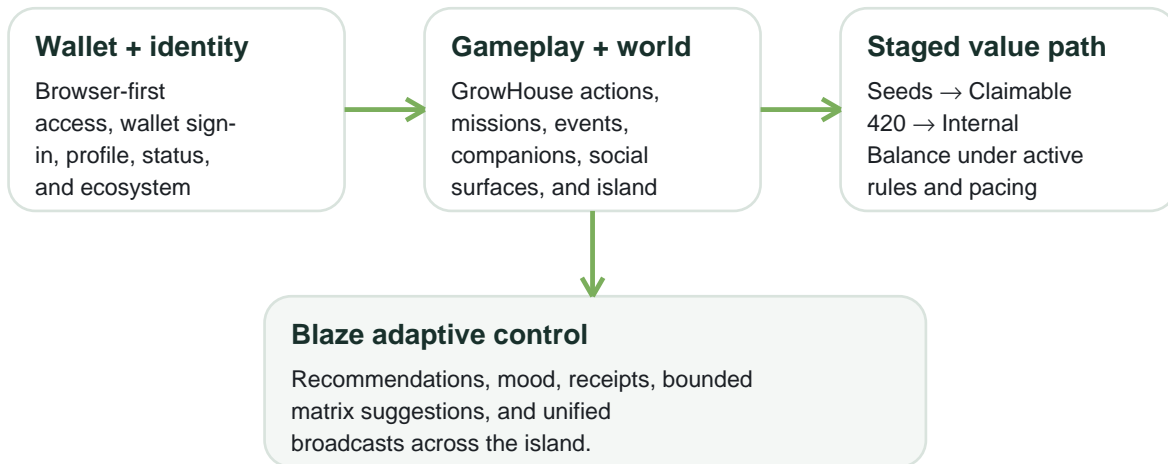 Wallet + identity
Browser-first
access, wallet sign-
in, profile, status,
and ecosystem
Gameplay + world
GrowHouse actions,
missions, events,
companions, social
surfaces, and island
Staged value path
Seeds → Claimable
420 → Internal
Balance under active
rules and pacing
Blaze adaptive control
Recommendations, mood, receipts, bounded
matrix suggestions, and unified
broadcasts across the island.